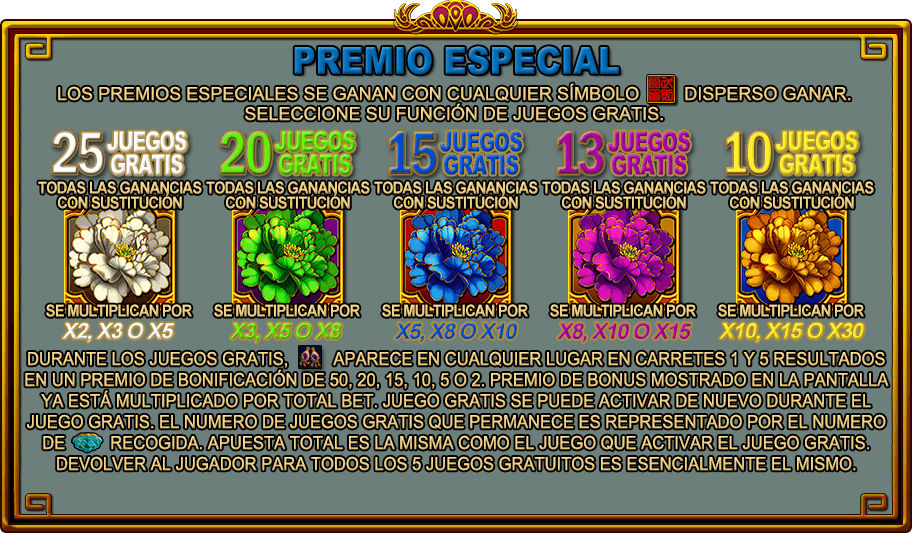 PREMIO ESPECIAL
LOS PREMIOS ESPECIALES SE GANAN CON CUALQUIER SÍMBOLO DISPERSO GANAR.
SELECCIONE SU FUNCIÓN DE JUEGOS GRATIS.
25 JUEGOS GRATIS
TODAS LAS GANANCIAS
CON SUSTITUCIÓN
SE MULTIPLICAN POR
X2, X3 O X5
20 JUEGOS GRATIS
TODAS LAS GANANCIAS
CON SUSTITUCIÓN
SE MULTIPLICAN POR
X3, X5 O X8
15 JUEGOS GRATIS
TODAS LAS GANANCIAS
CON SUSTITUCIÓN
SE MULTIPLICAN POR
X5, X8 O X10
13 JUEGOS GRATIS
TODAS LAS GANANCIAS
CON SUSTITUCIÓN
SE MULTIPLICAN POR
X8, X10 O X15
10 JUEGOS GRATIS
TODAS LAS GANANCIAS
CON SUSTITUCIÓN
SE MULTIPLICAN POR
X10, X15 O X30
DURANTE LOS JUEGOS GRATIS, APARECE EN CUALQUIER LUGAR EN CARRETES 1 Y 5 RESULTADOS
EN UN PREMIO DE BONIFICACIÓN DE 50, 20, 15, 10, 5 O 2. PREMIO DE BONUS MOSTRADO EN LA PANTALLA
YA ESTÁ MULTIPLICADO POR TOTAL BET. JUEGO GRATIS SE PUEDE ACTIVAR DE NUEVO DURANTE EL
JUEGO GRATIS. EL NUMERO DE JUEGOS GRATIS QUE PERMANECE ES REPRESENTADO POR EL NUMERO
DE RECOGIDA. APUESTA TOTAL ES LA MISMA COMO EL JUEGO QUE ACTIVAR EL JUEGO GRATIS.
DEVOLVER AL JUGADOR PARA TODOS LOS 5 JUEGOS GRATUITOS ES ESENCIALMENTE EL MISMO.